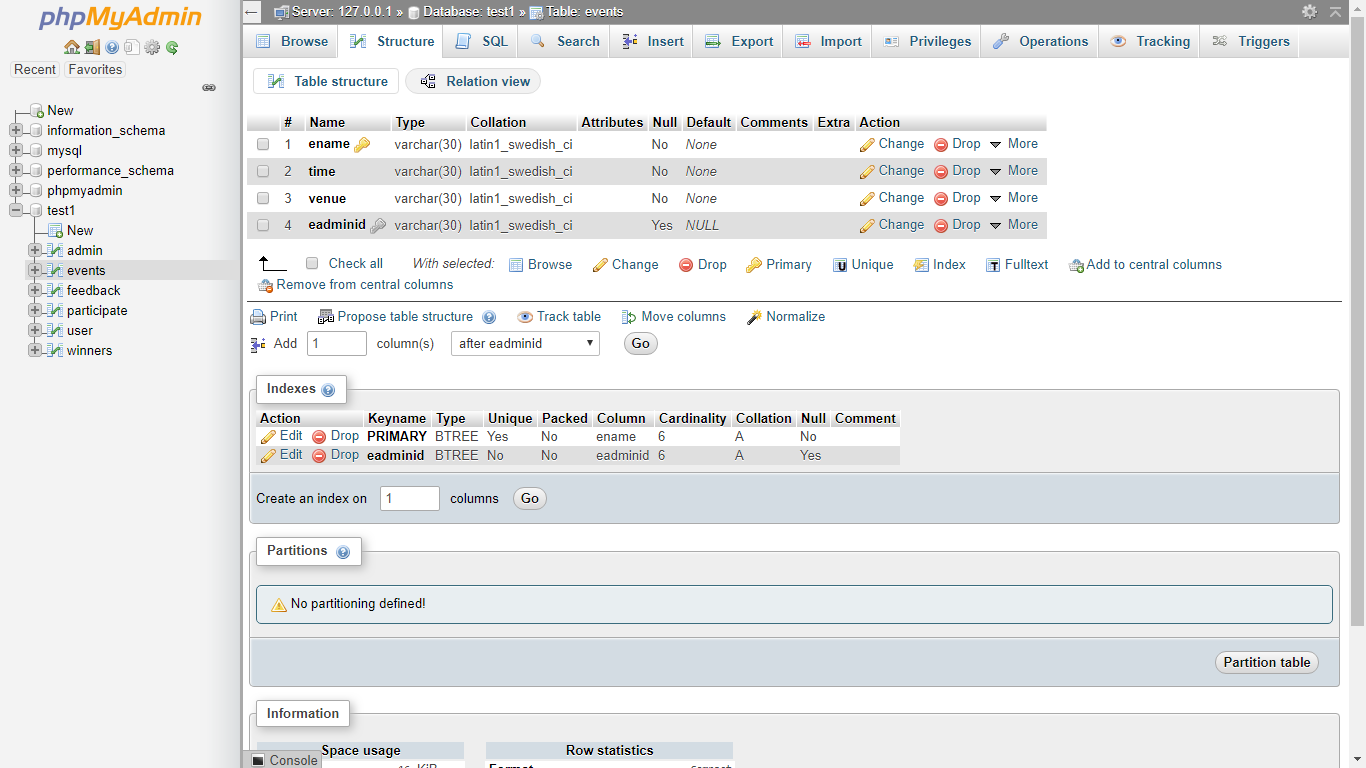 phpMyAdmin
Recent Favorites
New
information_schema
mysql
performance_schema
phpmyadmin
test1
New
admin
events
feedback
participate
user
winners
Server: 127.0.0.1 » Database: test1 » Table: events
Browse Structure SQL Search Insert Export Import Privileges Operations Tracking Triggers
Table structure Relation view
# Name Type Collation Attributes Null Default Comments Extra Action
1 ename varchar(30) latin1_swedish_ci No None Change Drop More
2 time varchar(30) latin1_swedish_ci No None Change Drop More
3 venue varchar(30) latin1_swedish_ci No None Change Drop More
4 eadminid varchar(30) latin1_swedish_ci Yes NULL Change Drop More
Check all With selected: Browse Change Drop Primary Unique Index Fulltext Add to central columns
Remove from central columns
Print Propose table structure Track table Move columns Normalize
Add 1 column(s) after eadminid Go
Indexes
Action Keyname Type Unique Packed Column Cardinality Collation Null Comment
Edit Drop PRIMARY BTREE Yes No ename 6 A No
Edit Drop eadminid BTREE No No eadminid 6 A Yes
Create an index on 1 columns Go
Partitions
No partitioning defined!
Partition table
Information
Space usage Row statistics
Console